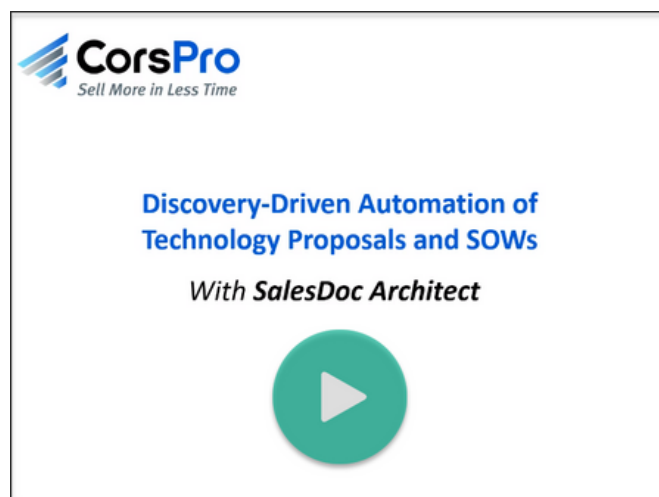 CorsPro
Sell More in Less Time
Discovery-Driven Automation of
Technology Proposals and SOWs
With SalesDoc Architect